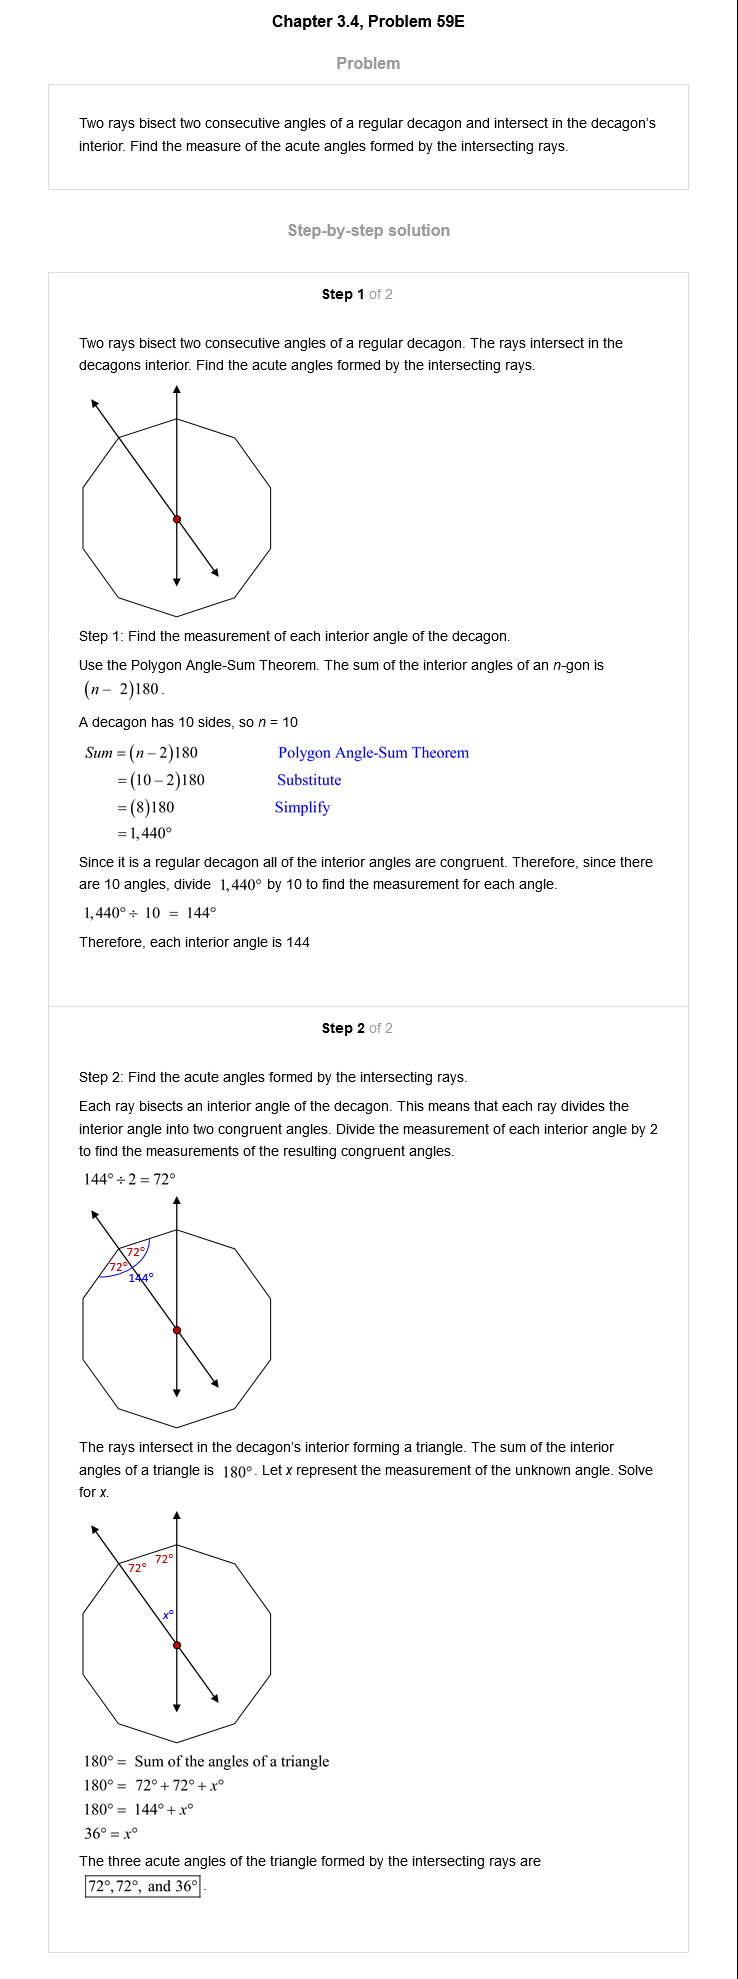 Chapter 3.4, Problem 59E
Problem
Two rays bisect two consecutive angles of a regular decagon and intersect in the decagon's
interior. Find the measure of the acute angles formed by the intersecting rays.
Step-by-step solution
Step 1 of 2
Two rays bisect two consecutive angles of a regular decagon. The rays intersect in the
decagons interior. Find the acute angles formed by the intersecting rays.
Step 1: Find the measurement of each interior angle of the decagon.
Use the Polygon Angle-Sum Theorem. The sum of the interior angles of an n-gon is
(n – 2)180.
A decagon has 10 sides, so n = 10
Sum = (n – 2)180 Polygon Angle-Sum Theorem
= (10 – 2)180 Substitute
= (8)180 Simplify
= 1,440°
Since it is a regular decagon all of the interior angles are congruent. Therefore, since there
are 10 angles, divide 1,440° by 10 to find the measurement for each angle.
1,440° ÷ 10 = 144°
Therefore, each interior angle is 144
Step 2 of 2
Step 2: Find the acute angles formed by the intersecting rays.
Each ray bisects an interior angle of the decagon. This means that each ray divides the
interior angle into two congruent angles. Divide the measurement of each interior angle by 2
to find the measurements of the resulting congruent angles.
144° ÷ 2 = 72°
72°
72°
144°
The rays intersect in the decagon's interior forming a triangle. The sum of the interior
angles of a triangle is 180°. Let x represent the measurement of the unknown angle. Solve
for x.
72° 72°
x°
180° = Sum of the angles of a triangle
180° = 72° + 72° + x°
180° = 144° + x°
36° = x°
The three acute angles of the triangle formed by the intersecting rays are
72°, 72°, and 36°.